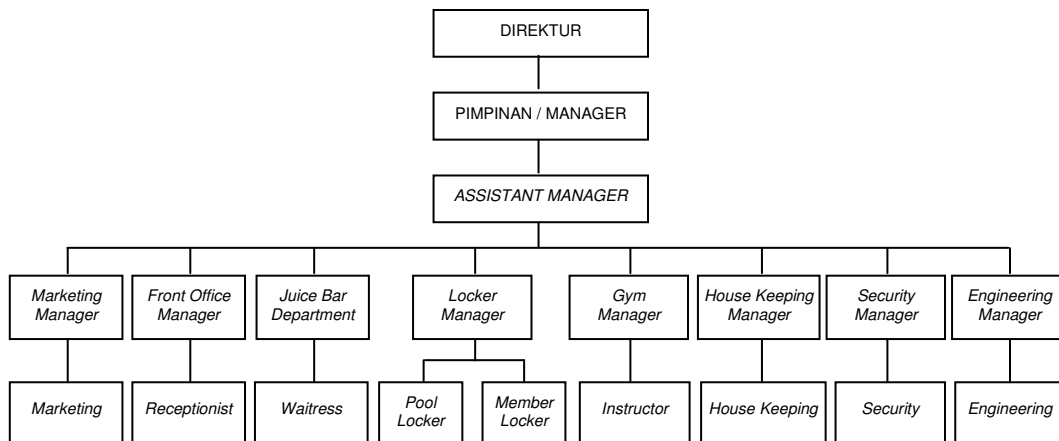 DIREKTUR
PIMPINAN / MANAGER
ASSISTANT MANAGER
Marketing
Manager
Front Office
Manager
Juice Bar
Department
Locker
Manager
Gym
Manager
House Keeping
Manager
Security
Manager
Engineering
Manager
Marketing
Receptionist
Waitress
Pool
Locker
Member
Locker
Instructor
House Keeping
Security
Engineering